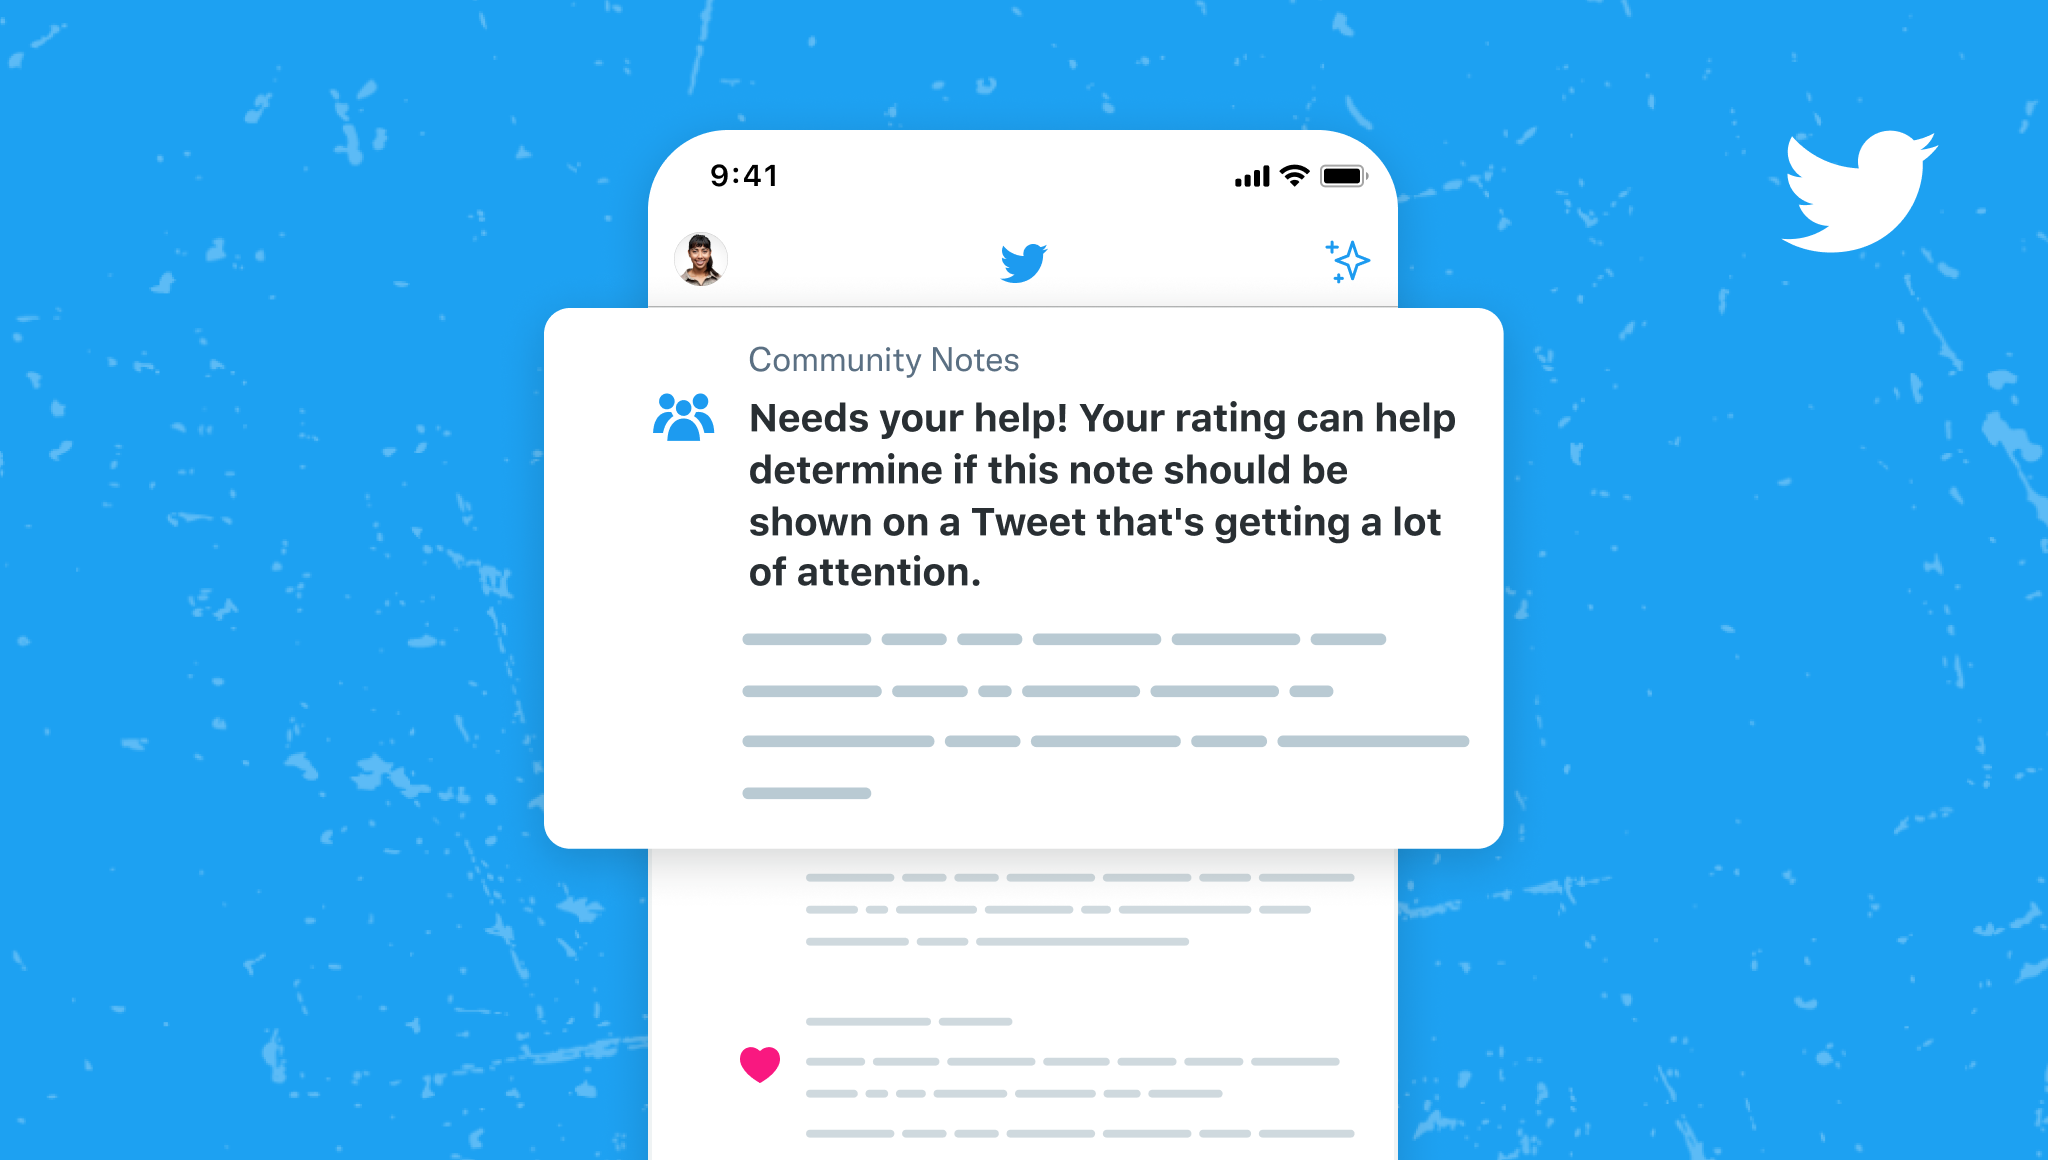 9:41
Community Notes
Needs your help! Your rating can help
determine if this note should be
shown on a Tweet that's getting a lot
of attention.